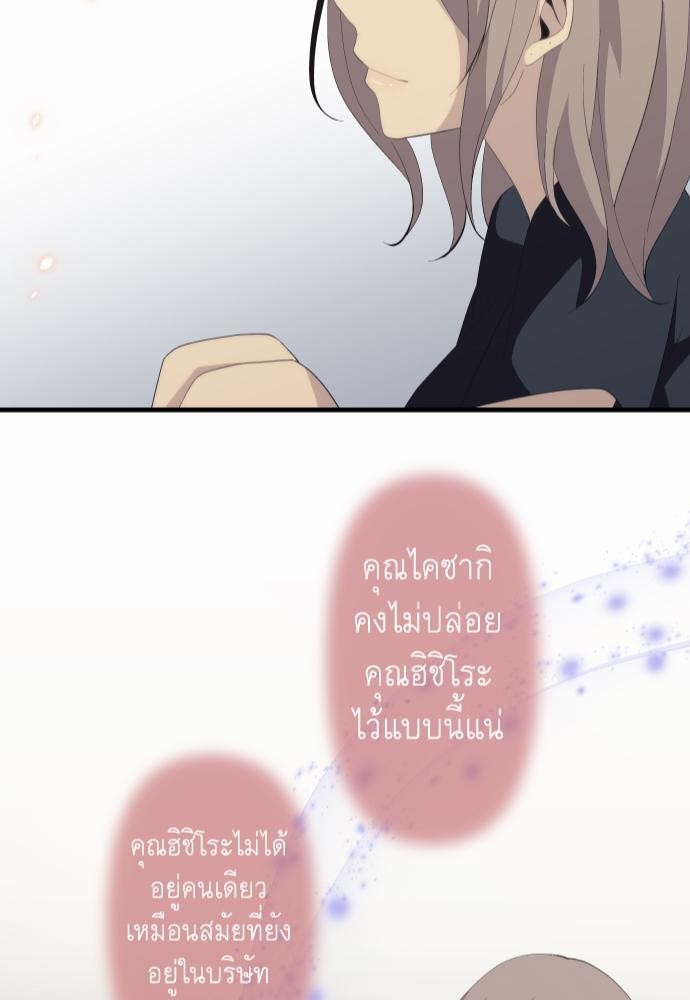 คุณไคซากิ
คงไม่ปล่อย
คุณฮิชิโระ
ไว้แบบนี้แน่
คุณฮิชิโระไม่ได้
อยู่คนเดียว
เหมือนสมัยที่ยัง
อยู่ในบริษัท